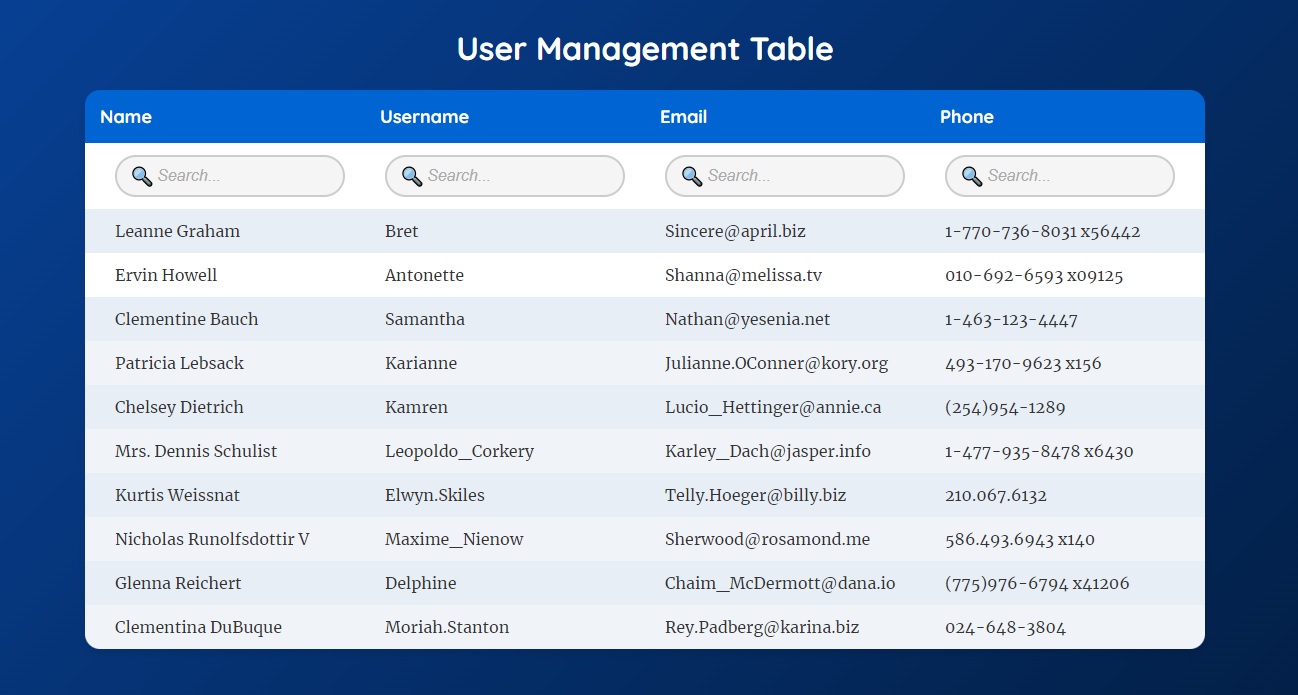 User Management Table
Name Username Email Phone
Search... Search... Search... Search...
Leanne Graham Bret Sincere@april.biz 1-770-736-8031 x56442
Ervin Howell Antonette Shanna@melissa.tv 010-692-6593 x09125
Clementine Bauch Samantha Nathan@yesenia.net 1-463-123-4447
Patricia Lebsack Karianne Julianne.OConner@kory.org 493-170-9623 x156
Chelsey Dietrich Kamren Lucio_Hettinger@annie.ca (254)954-1289
Mrs. Dennis Schulist Leopoldo_Corkery Karley_Dach@jasper.info 1-477-935-8478 x6430
Kurtis Weissnat Elwyn.Skiles Telly.Hoeger@billy.biz 210.067.6132
Nicholas Runolfsdottir V Maxime_Nienow Sherwood@rosamond.me 586.493.6943 x140
Glenna Reichert Delphine Chaim_McDermott@dana.io (775)976-6794 x41206
Clementina DuBuque Moriah.Stanton Rey.Padberg@karina.biz 024-648-3804